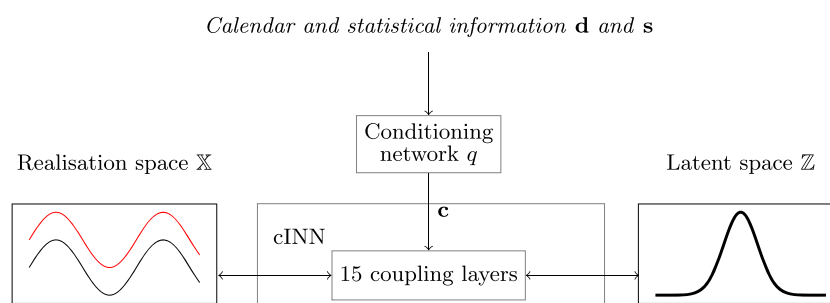 Calendar and statistical information d and s
Conditioning
network q
Realisation space 𝕏
Latent space ℤ
c
cINN
15 coupling layers